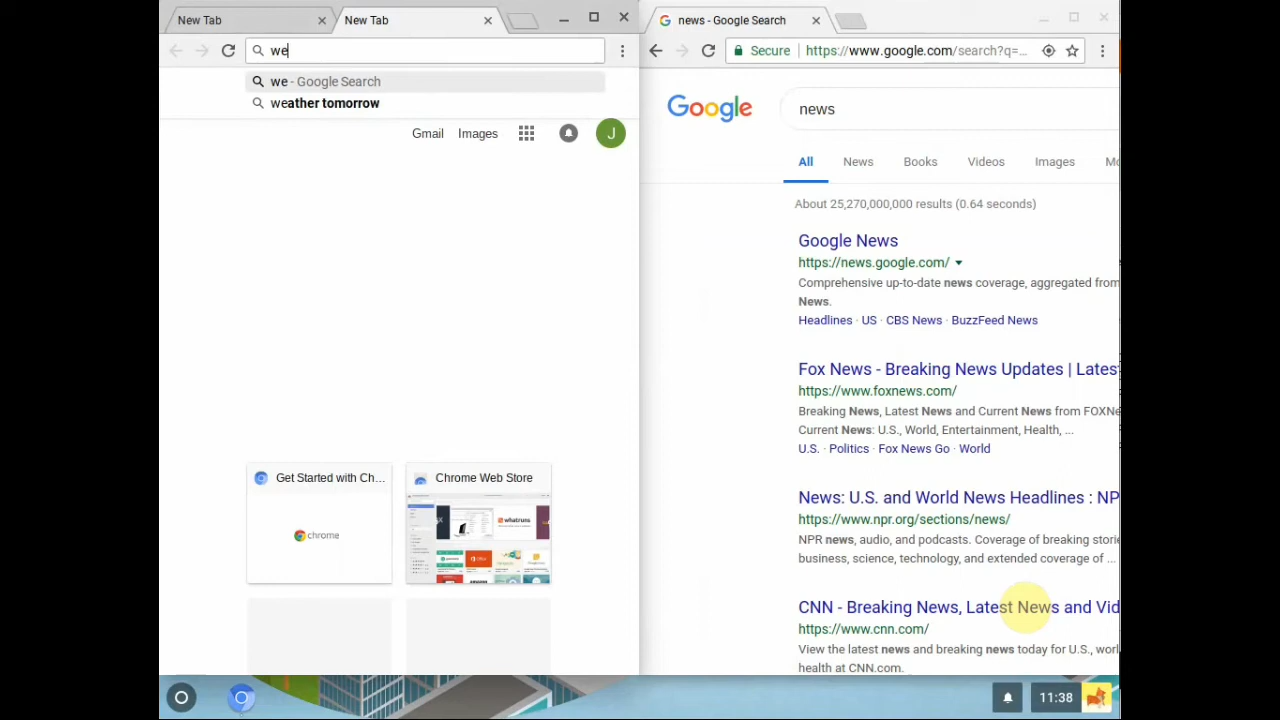 New Tab
New Tab
we
we - Google Search
weather tomorrow
Gmail Images
J
Get Started with Ch...
chrome
Chrome Web Store
whatruns
news - Google Search
Secure https://www.google.com/search?q=...
Google
news
All News Books Videos Images Mo
About 25,270,000,000 results (0.64 seconds)
Google News
https://news.google.com/
Comprehensive up-to-date news coverage, aggregated from
News.
Headlines · US · CBS News · BuzzFeed News
Fox News - Breaking News Updates | Latest
https://www.foxnews.com/
Breaking News, Latest News and Current News from FOXNe
Current News: U.S., World, Entertainment, Health, ...
U.S. · Politics · Fox News Go · World
News: U.S. and World News Headlines : NP
https://www.npr.org/sections/news/
NPR news, audio, and podcasts. Coverage of breaking storie
business, science, technology, and extended coverage of ...
CNN - Breaking News, Latest News and Vid
https://www.cnn.com/
View the latest news and breaking news today for U.S., worl
health at CNN.com.
11:38